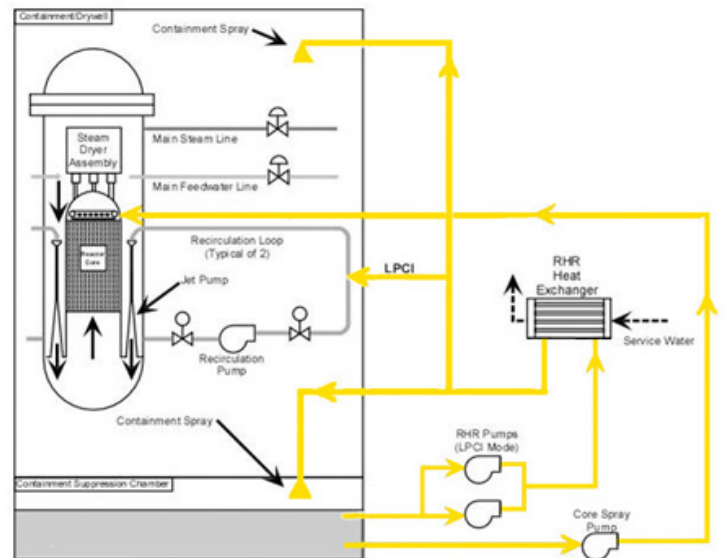 Containment/Drywell
Containment Spray
Steam
Dryer
Assembly
Main Steam Line
Main Feedwater Line
Reactor
Core
Recirculation Loop
(Typical of 2)
Jet Pump
LPCI
RHR
Heat
Exchanger
Service Water
Recirculation
Pump
Containment Spray
RHR Pumps
(LPCI Mode)
Containment Suppression Chamber
Core Spray
Pump